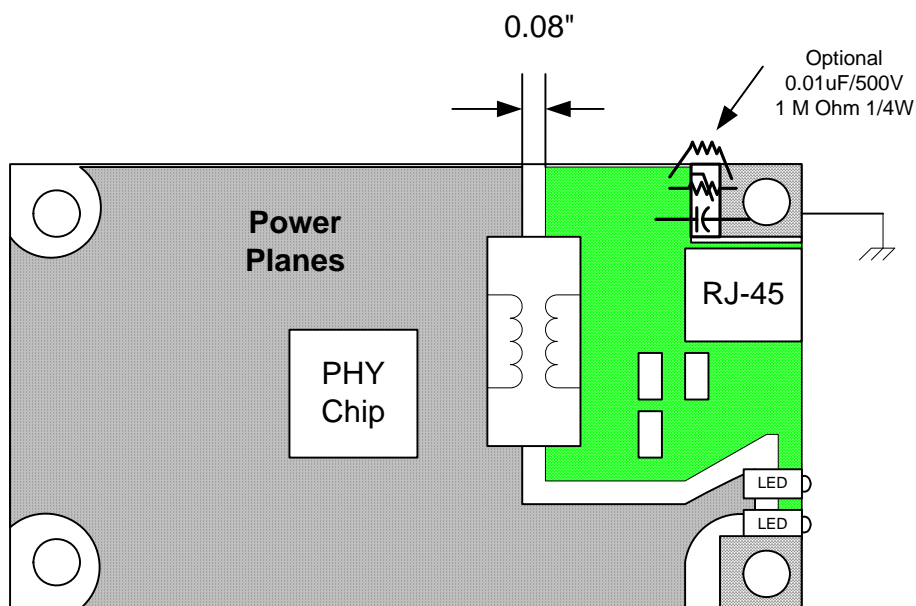 0.08"
Optional
0.01uF/500V
1 M Ohm 1/4W
Power
Planes
RJ-45
PHY
Chip
LED
LED